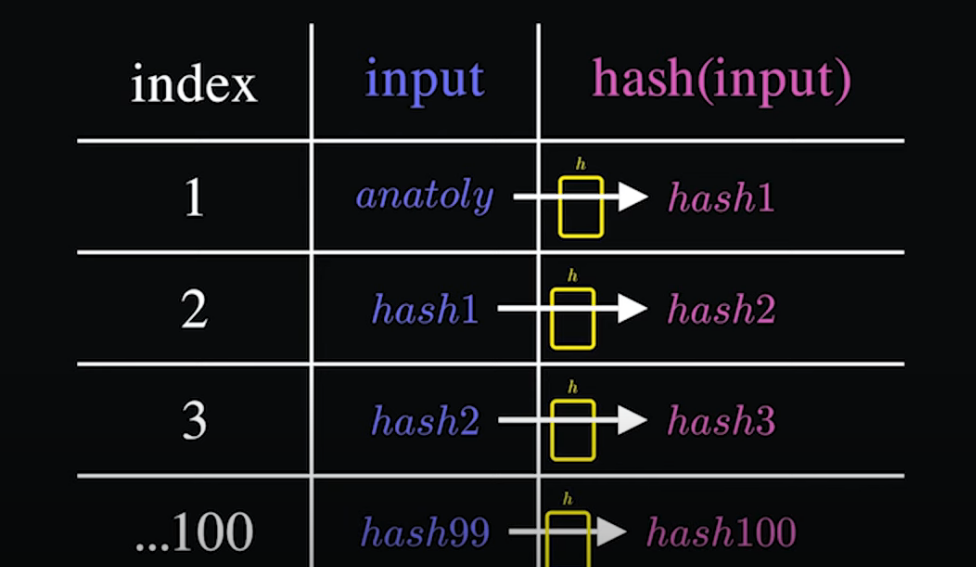 index input hash(input)
h
1 anatoly hash1
h
2 hash1 hash2
h
3 hash2 hash3
h
...100 hash99 hash100